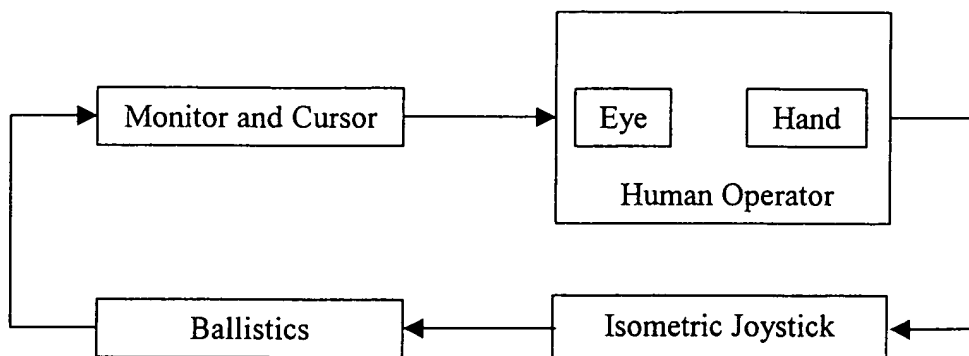 Monitor and Cursor
Eye
Hand
Human Operator
Ballistics
Isometric Joystick